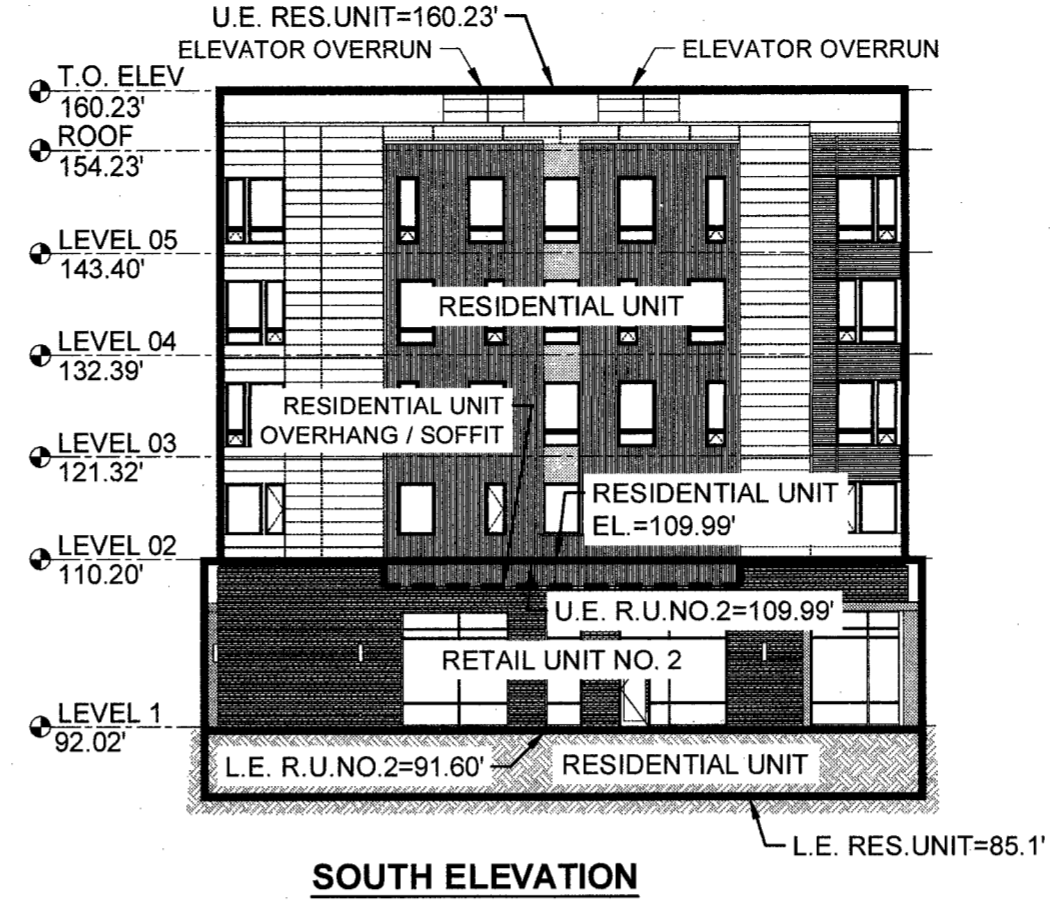 U.E. RES.UNIT=160.23'
ELEVATOR OVERRUN
ELEVATOR OVERRUN
T.O. ELEV
160.23'
ROOF
154.23'
LEVEL 05
143.40'
RESIDENTIAL UNIT
LEVEL 04
132.39'
RESIDENTIAL UNIT
OVERHANG / SOFFIT
LEVEL 03
121.32'
RESIDENTIAL UNIT
EL.=109.99'
LEVEL 02
110.20'
U.E. R.U.NO.2=109.99'
RETAIL UNIT NO. 2
LEVEL 1
92.02'
L.E. R.U.NO.2=91.60'
RESIDENTIAL UNIT
L.E. RES.UNIT=85.1'
SOUTH ELEVATION